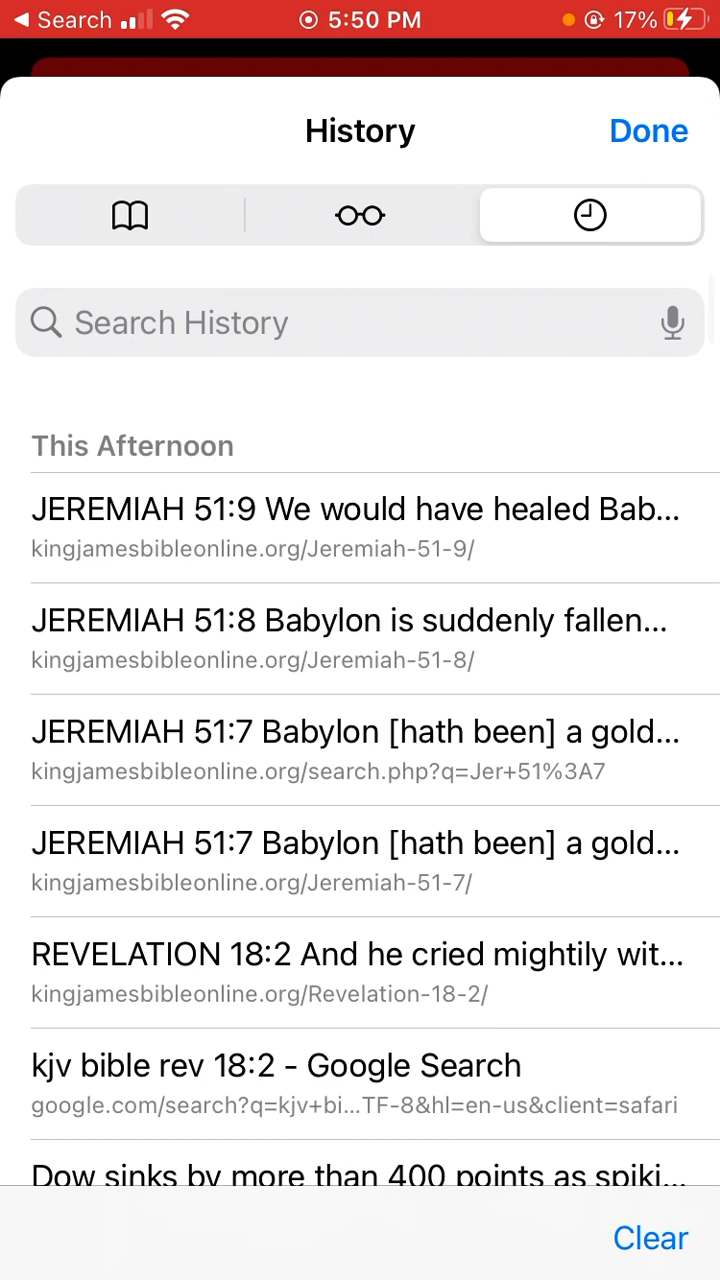 Search 5:50 PM 17%
History Done
Search History
This Afternoon
JEREMIAH 51:9 We would have healed Bab...
kingjamesbibleonline.org/Jeremiah-51-9/
JEREMIAH 51:8 Babylon is suddenly fallen...
kingjamesbibleonline.org/Jeremiah-51-8/
JEREMIAH 51:7 Babylon [hath been] a gold...
kingjamesbibleonline.org/search.php?q=Jer+51%3A7
JEREMIAH 51:7 Babylon [hath been] a gold...
kingjamesbibleonline.org/Jeremiah-51-7/
REVELATION 18:2 And he cried mightily wit...
kingjamesbibleonline.org/Revelation-18-2/
kjv bible rev 18:2 - Google Search
google.com/search?q=kjv+bi...TF-8&hl=en-us&client=safari
Dow sinks by more than 400 points as spiki...
Clear